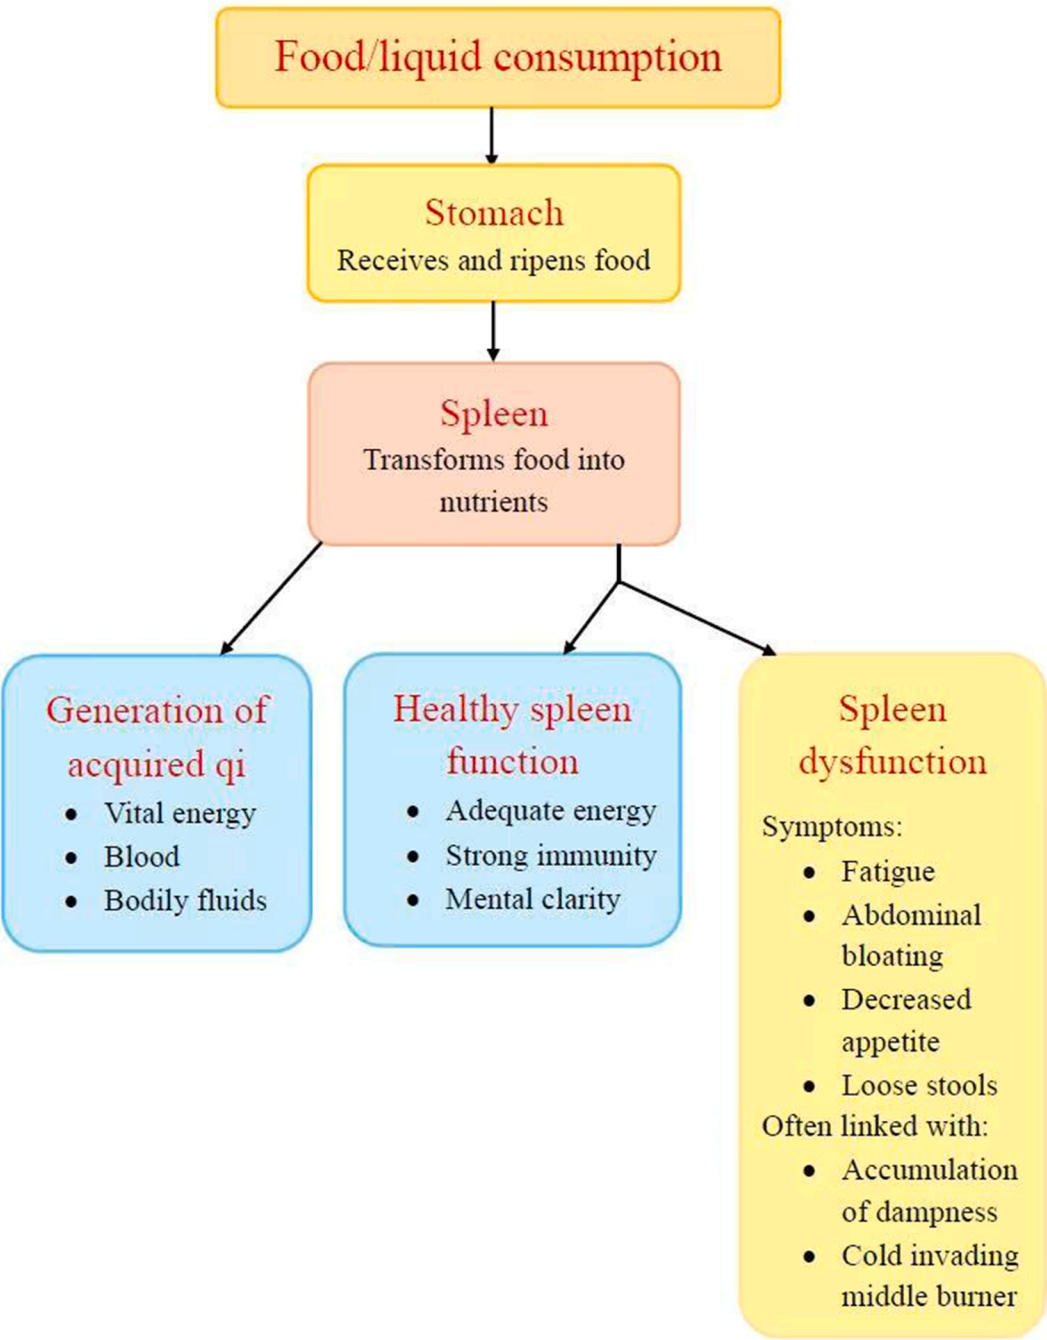 Food/liquid consumption
Stomach
Receives and ripens food
Spleen
Transforms food into
nutrients
Generation of
acquired qi
• Vital energy
• Blood
• Bodily fluids
Healthy spleen
function
• Adequate energy
• Strong immunity
• Mental clarity
Spleen
dysfunction
Symptoms:
• Fatigue
• Abdominal
bloating
• Decreased
appetite
• Loose stools
Often linked with:
• Accumulation
of dampness
• Cold invading
middle burner